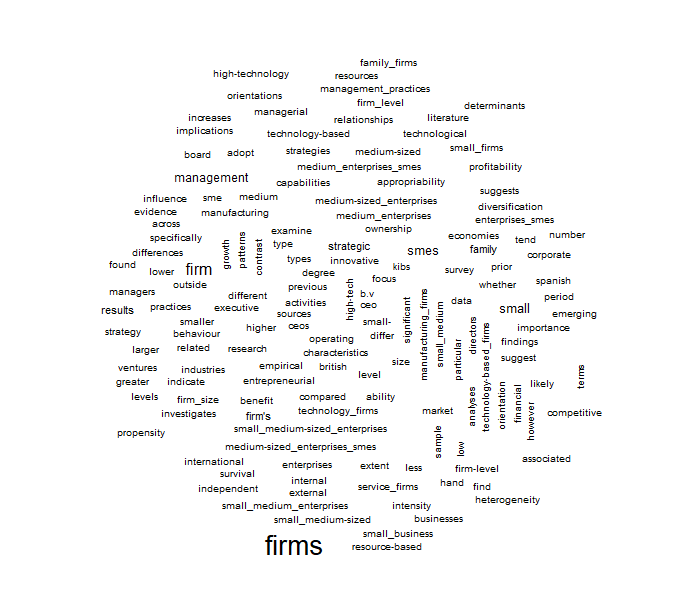 family_firms
high-technology
resources
management_practices
orientations
firm_level
determinants
increases
managerial
relationships
literature
implications
technology-based
technological
board
adopt
strategies
medium-sized
small_firms
medium_enterprises_smes
profitability
management
capabilities
appropriability
influence
sme
medium
medium-sized_enterprises
suggests
evidence
manufacturing
medium_enterprises
diversification
across
enterprises_smes
specifically
growth
patterns
contrast
examine
ownership
type
strategic
smes
economies
tend
number
differences
types
innovative
family
corporate
found
lower
firm
degree
kibs
survey
prior
outside
previous
high-tech
focus
whether
spanish
managers
different
b.v
period
results
practices
executive
activities
ceo
significant
manufacturing_firms
small_medium
data
small
emerging
sources
smaller
small-
strategy
behaviour
higher
ceos
differ
particular
directors
technology-based_firms
importance
operating
findings
larger
related
research
characteristics
suggest
ventures
industries
empirical
british
level
size
terms
greater
indicate
entrepreneurial
likely
levels
firm_size
benefit
compared
ability
analyses
orientation
financial
however
investigates
firm's
technology_firms
market
competitive
propensity
small_medium-sized_enterprises
sample
low
medium-sized_enterprises_smes
international
enterprises
extent
less
firm-level
associated
survival
independent
internal
external
service_firms
hand
find
heterogeneity
small_medium_enterprises
intensity
small_medium-sized
businesses
small_business
firms
resource-based